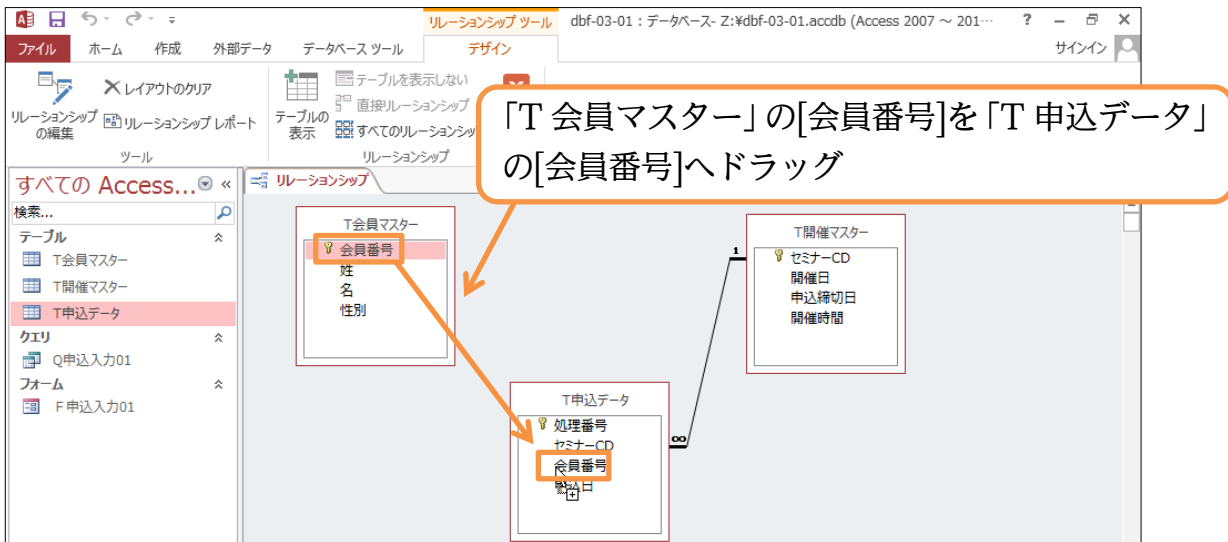 リレーションシップ ツール
dbf-03-01 : データベース- Z:¥dbf-03-01.accdb (Access 2007 ～ 201…
?
ファイル
ホーム
作成
外部データ
データベース ツール
デザイン
サインイン
レイアウトのクリア
リレーションシップ レポート
リレーションシップ
の編集
ツール
テーブルの
表示
テーブルを表示しない
直接リレーションシップ
すべてのリレーションシッ
リレーションシップ
「T 会員マスター」の[会員番号]を「T 申込データ」
の[会員番号]へドラッグ
すべての Access...
検索...
テーブル
T会員マスター
T開催マスター
T申込データ
クエリ
Q申込入力01
フォーム
F申込入力01
リレーションシップ
T会員マスター
会員番号
姓
名
性別
T開催マスター
セミナーCD
開催日
申込締切日
開催時間
1
∞
T申込データ
処理番号
セミナーCD
会員番号